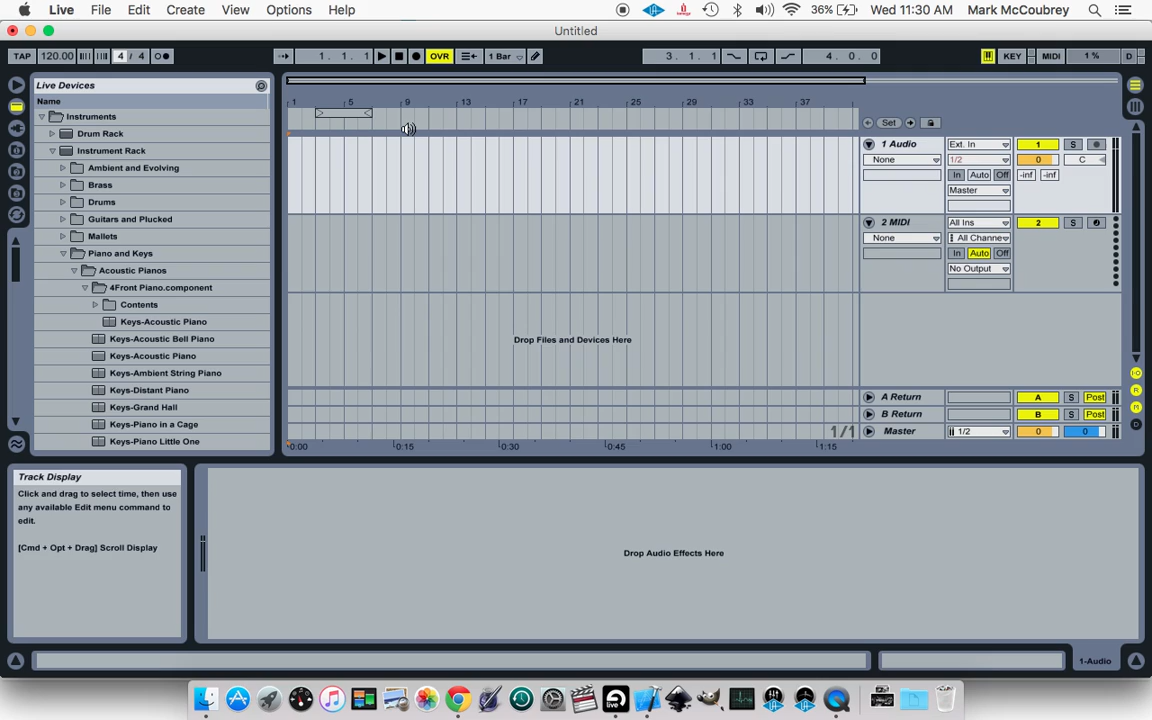 Live File Edit Create View Options Help 36% Wed 11:30 AM Mark McCoubrey
Untitled
TAP 120.00 4 / 4 1. 1. 1 OVR 1 Bar 3. 1. 1 4. 0. 0 KEY MIDI 1 % D
Live Devices
Name
Instruments
Drum Rack
Instrument Rack
Ambient and Evolving
Brass
Drums
Guitars and Plucked
Mallets
Piano and Keys
Acoustic Pianos
4Front Piano.component
Contents
Keys-Acoustic Piano
Keys-Acoustic Bell Piano
Keys-Acoustic Piano
Keys-Ambient String Piano
Keys-Distant Piano
Keys-Grand Hall
Keys-Piano in a Cage
Keys-Piano Little One
1 5 9 13 17 21 25 29 33 37
Set
1 Audio Ext. In 1 S
None 1/2 0 C
In Auto Off -inf -inf
Master
2 MIDI All Ins 2 S
None All Channe
In Auto Off
No Output
Drop Files and Devices Here
A Return A S Post
B Return B S Post
1/1 Master 1/2 0 0
0:00 0:15 0:30 0:45 1:00 1:15
I·O
R
M
D
Track Display
Click and drag to select time, then use
any available Edit menu command to
edit.
[Cmd + Opt + Drag] Scroll Display
Drop Audio Effects Here
1-Audio